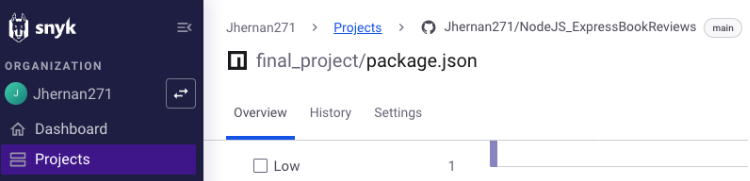 snyk
ORGANIZATION
J Jhernan271
Dashboard
Projects
Jhernan271 > Projects > Jhernan271/NodeJS_ExpressBookReviews main
final_project/package.json
Overview History Settings
Low 1